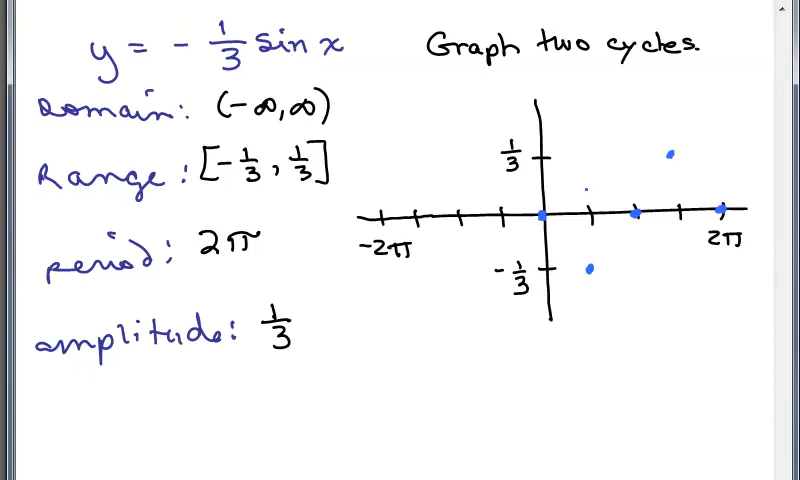 y = - 1/3 sin x
Graph two cycles.
Domain: (-∞, ∞)
Range: [-1/3, 1/3]
period: 2π
amplitude: 1/3
1/3
-2π
2π
-1/3